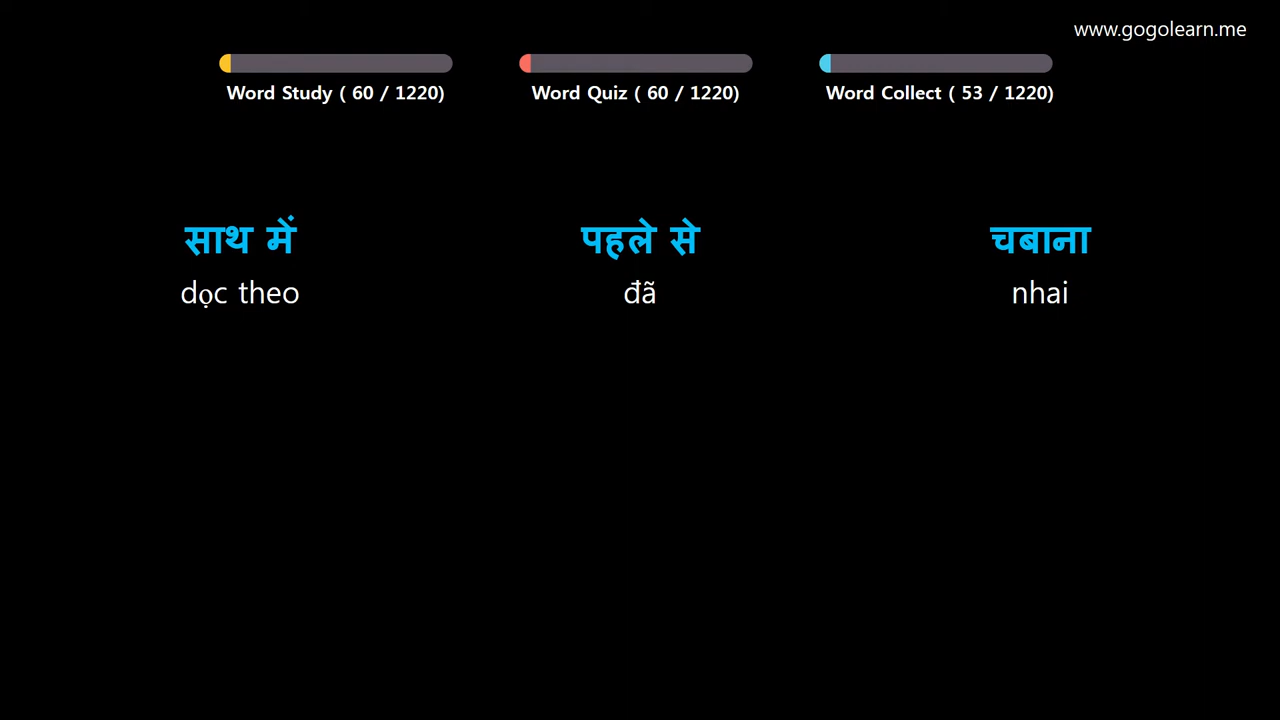 www.gogolearn.me
Word Study ( 60 / 1220)
Word Quiz ( 60 / 1220)
Word Collect ( 53 / 1220)
साथ में
dọc theo
पहले से
đã
चबाना
nhai